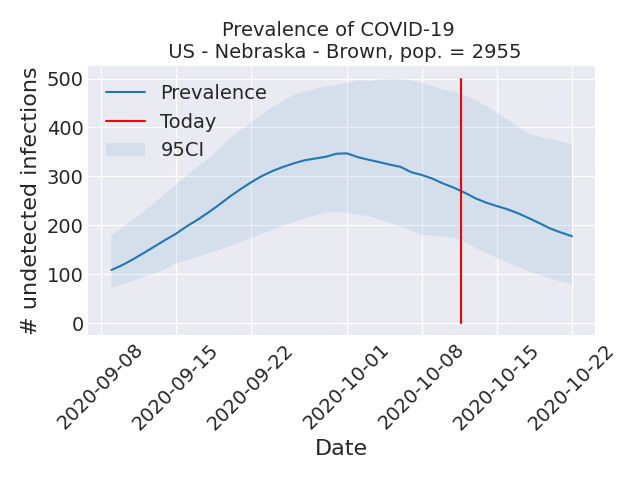 Prevalence of COVID-19
US - Nebraska - Brown, pop. = 2955
# undetected infections
500
400
300
200
100
0
Prevalence
Today
95CI
2020-09-08
2020-09-15
2020-09-22
2020-10-01
2020-10-08
2020-10-15
2020-10-22
Date